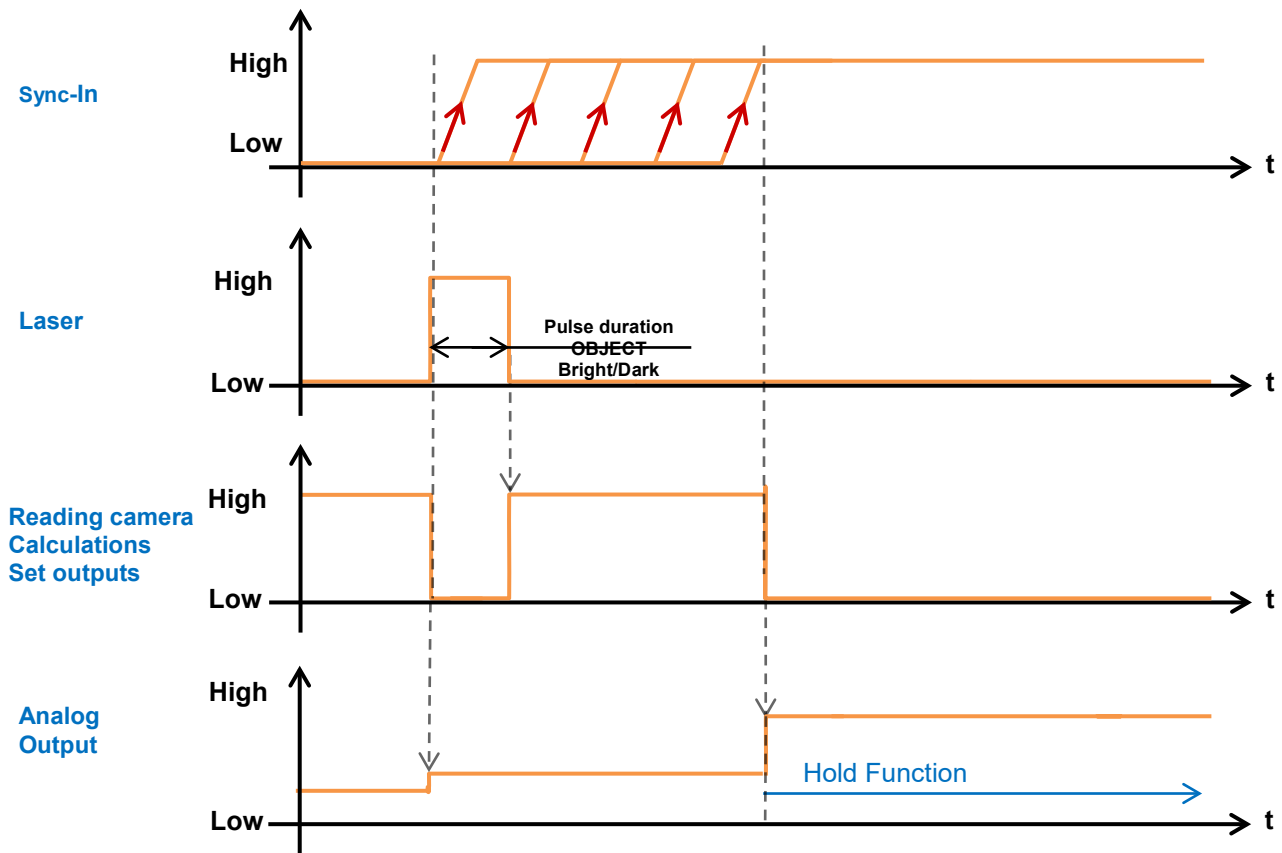 High
Sync-In
Low
t
High
Laser
Pulse duration
OBJECT
Bright/Dark
Low
t
High
Reading camera
Calculations
Set outputs
Low
t
High
Analog
Output
Hold Function
Low
t